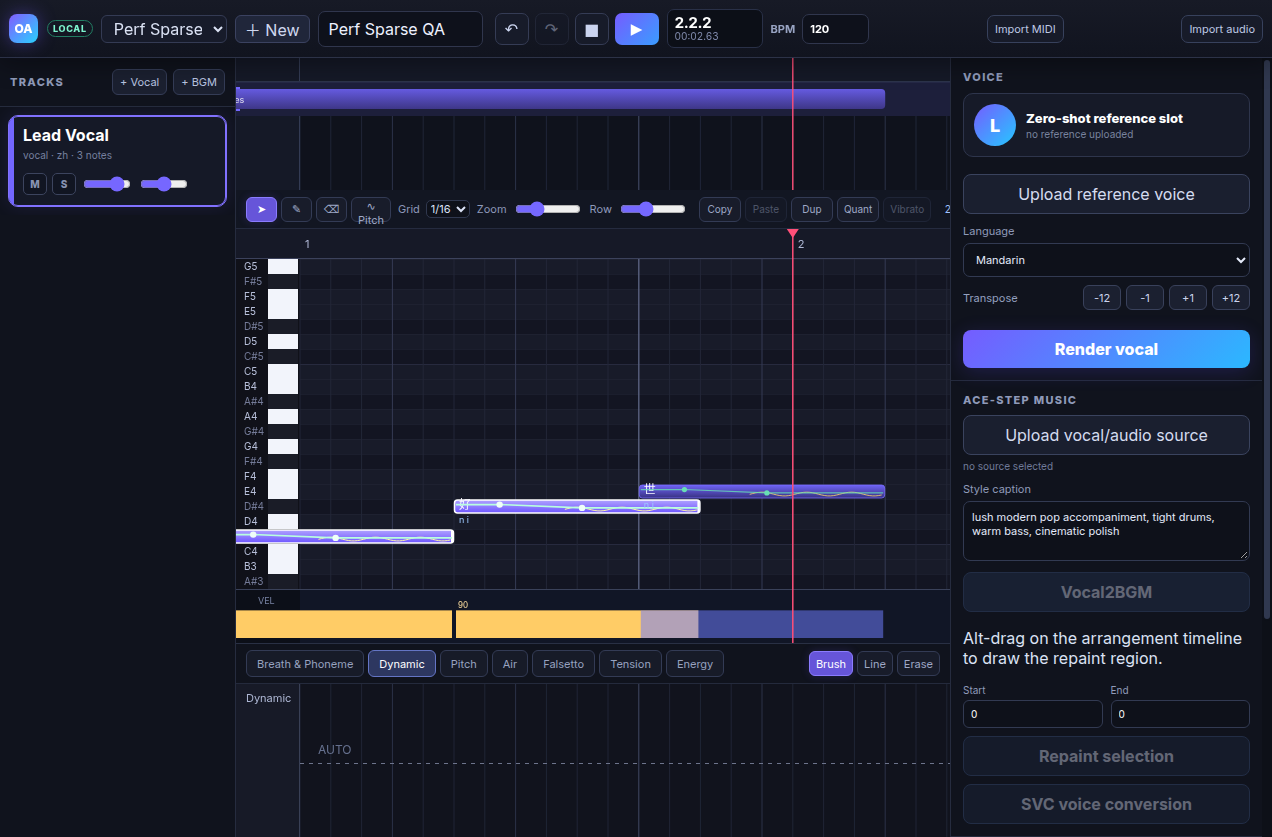 OA LOCAL Perf Sparse + New Perf Sparse QA 2.2.2 BPM 120 Import MIDI Import audio
00:02.63
TRACKS + Vocal + BGM
Lead Vocal
vocal · zh · 3 notes
M S
es
Pitch Grid 1/16 Zoom Row Copy Paste Dup Quant Vibrato 2
1 2
G5
F#5
F5
E5
D#5
D5
C#5
C5
B4
A#4
A4
G#4
G4
F#4
F4
E4 世
D#4 好
D4 n i
C4
B3
A#3
VEL 90
Breath & Phoneme Dynamic Pitch Air Falsetto Tension Energy Brush Line Erase
Dynamic
AUTO
VOICE
L Zero-shot reference slot
no reference uploaded
Upload reference voice
Language
Mandarin
Transpose -12 -1 +1 +12
Render vocal
ACE-STEP MUSIC
Upload vocal/audio source
no source selected
Style caption
lush modern pop accompaniment, tight drums,
warm bass, cinematic polish
Vocal2BGM
Alt-drag on the arrangement timeline
to draw the repaint region.
Start End
0 0
Repaint selection
SVC voice conversion